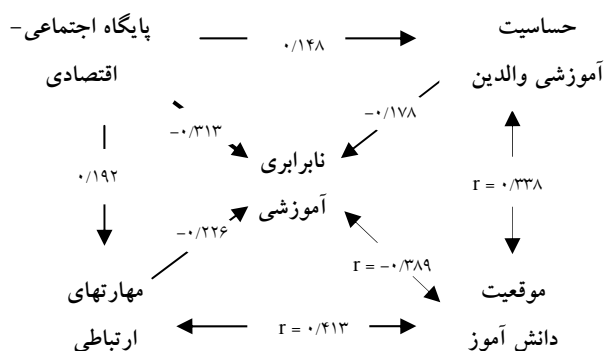 پایگاه اجتماعی–
اقتصادی
۰/۱۴۸
حساسیت
آموزشی والدین
–۰/۳۱۳
–۰/۱۷۸
نابرابری
آموزشی
۰/۱۹۲
r = ۰/۳۳۸
–۰/۲۲۶
r = –۰/۳۸۹
مهارتهای
ارتباطی
r = ۰/۴۱۳
موقعیت
دانش آموز